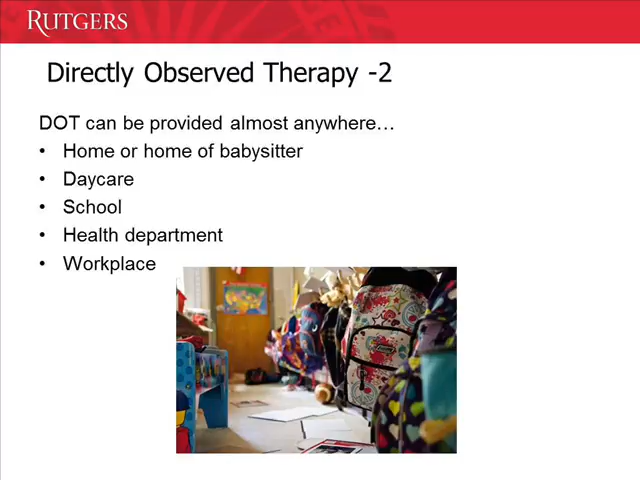 RUTGERS
Directly Observed Therapy -2
DOT can be provided almost anywhere…
• Home or home of babysitter
• Daycare
• School
• Health department
• Workplace